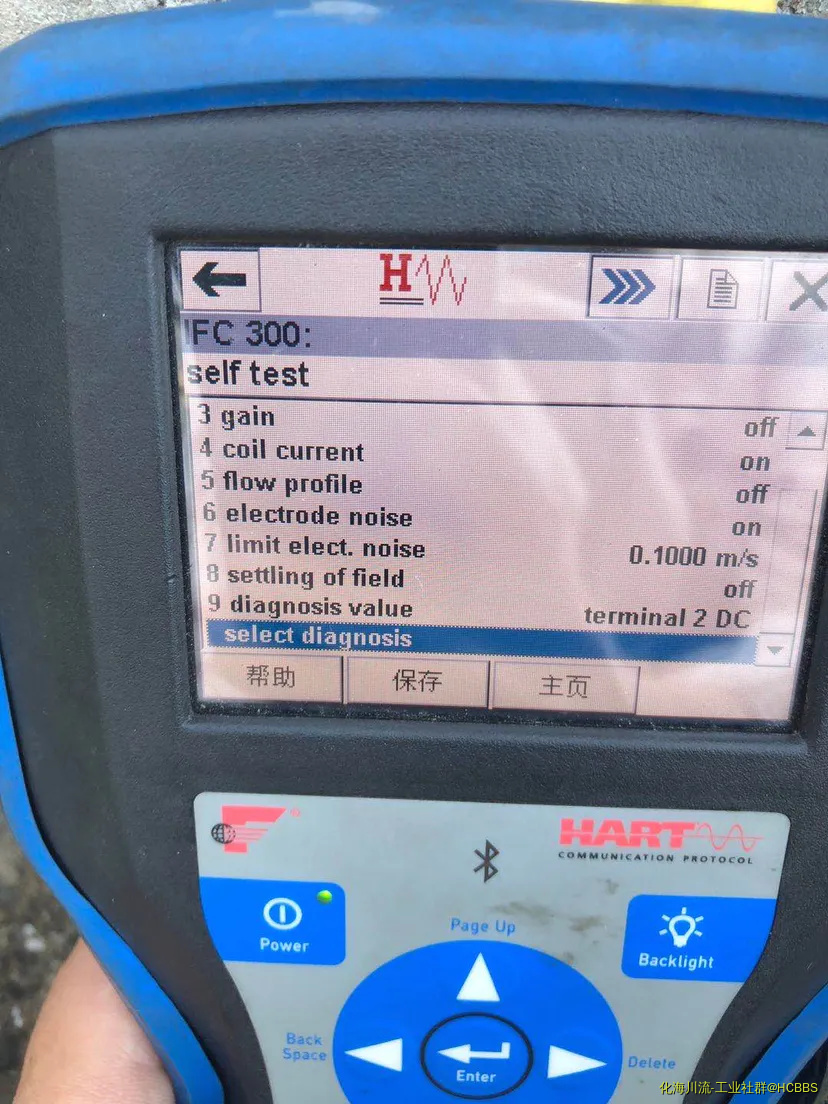 H
IFC 300:
self test
3 gain off
4 coil current on
5 flow profile off
6 electrode noise on
7 limit elect. noise 0.1000 m/s
8 settling of field off
9 diagnosis value terminal 2 DC
select diagnosis
帮助 保存 主页
F®
HART
COMMUNICATION PROTOCOL
Power
Page Up
Backlight
Back
Space
Enter
Delete
化海川流-工业社群@HCBBS